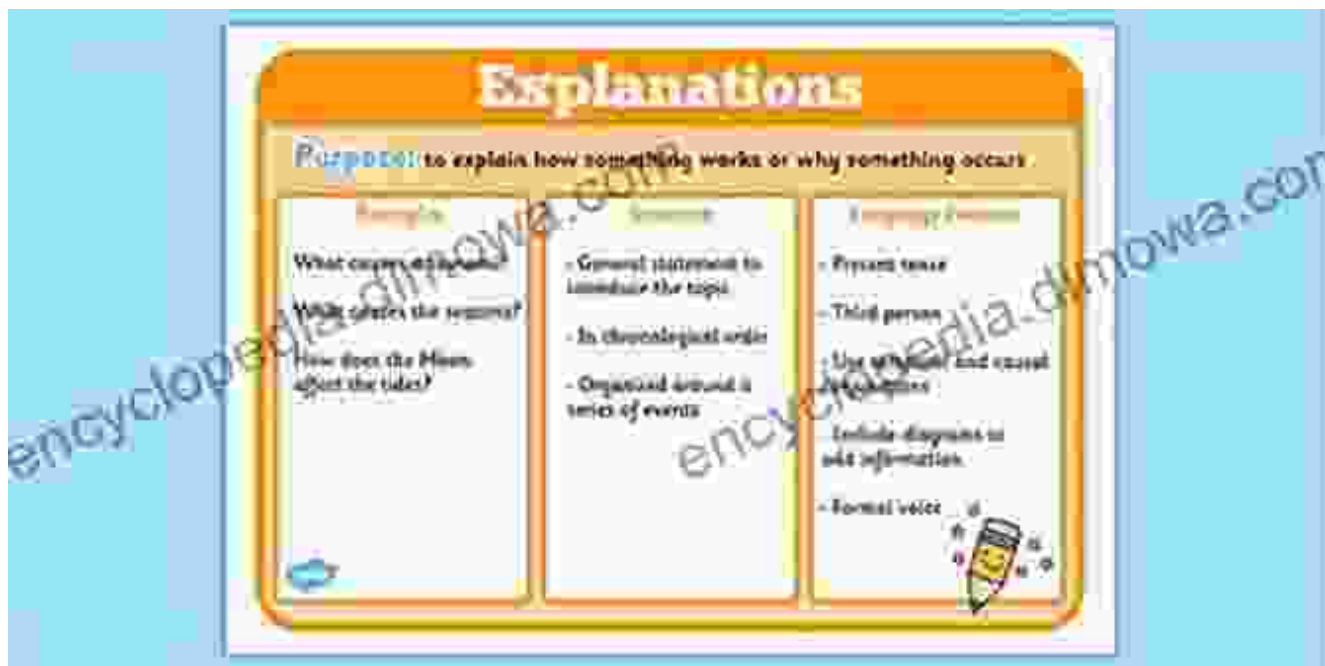 Explanations
Purpose: to explain how something works or why something occurs
What causes
What causes the seasons?
How does the Moon
affect the tides?
- General statement to
introduce the topic
- In chronological order
- Organised around a
series of events
Language Features
- Present tense
- Third person
- Use and causal
- Include diagrams to
add information
- Formal voice
encyclopedia.dimowa.com
encyclopedia.dimowa.com